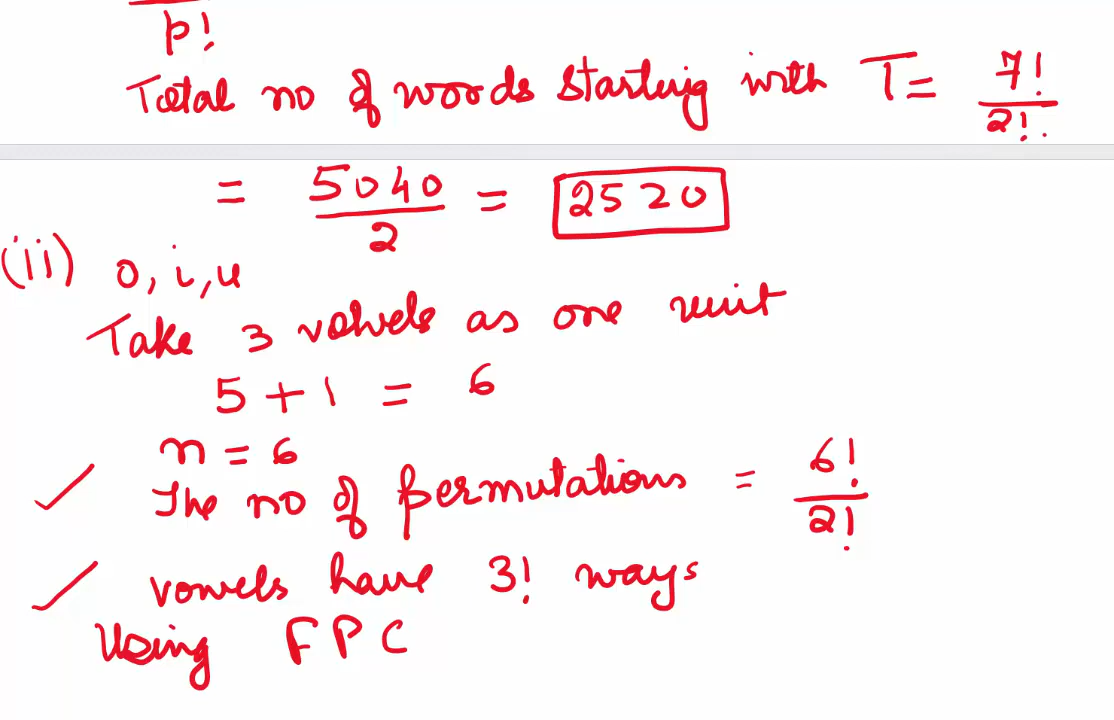 p!
Total no of words starting with T = 7!/2!
= 5040/2 = 2520
(ii) o, i, u
Take 3 vowels as one unit
5 + 1 = 6
n = 6
The no of permutations = 6!/2!
vowels have 3! ways
Using FPC